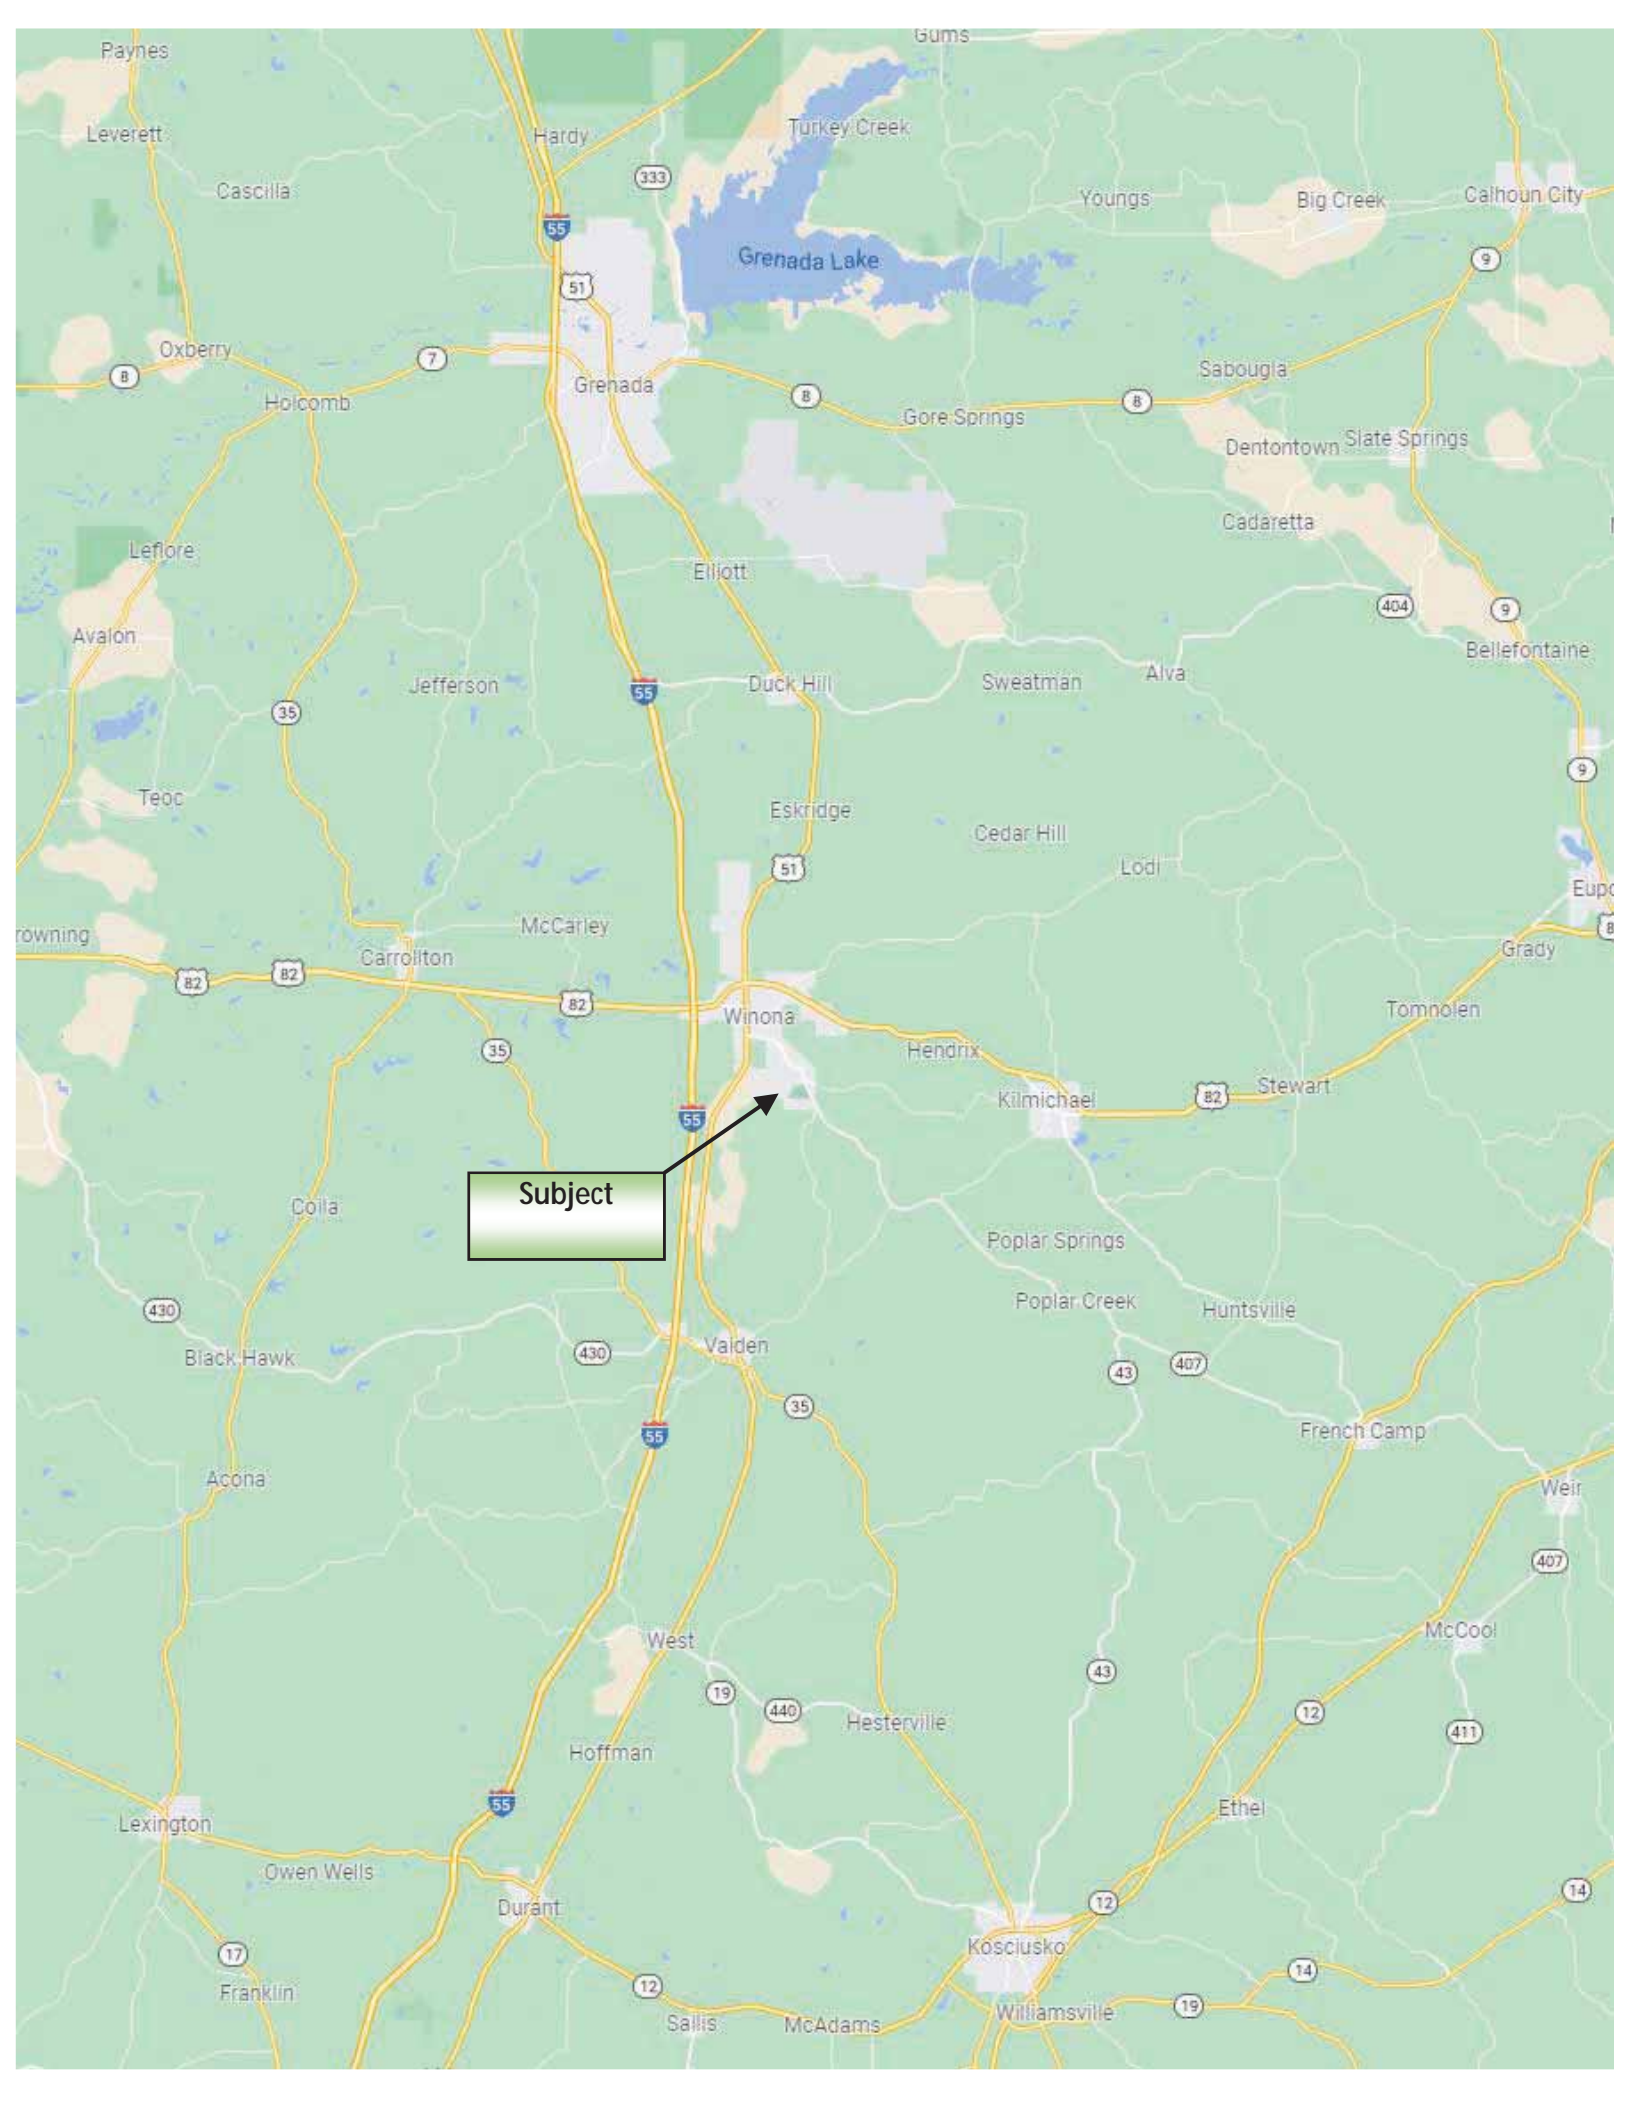 Gums
Paynes
Leverett
Hardy
Turkey Creek
333
Cascilla
Youngs
Big Creek
Calhoun City
55
9
Grenada Lake
51
Oxberry
7
8
Grenada
Sabougla
8
8
Holcomb
Gore Springs
Dentontown
Slate Springs
Cadaretta
Leflore
Elliott
404
9
Avalon
Bellefontaine
Jefferson
55
Duck Hill
Sweatman
Alva
35
9
Teoc
Eskridge
Cedar Hill
51
Lodi
Eupo
McCarley
rowning
Carrollton
Grady
8
82
82
82
Winona
Tomnolen
35
Hendrix
Kilmichael
82
Stewart
55
Subject
Coila
Poplar Springs
430
Poplar Creek
Huntsville
Black Hawk
430
Vaiden
43
407
35
55
French Camp
Acona
Weir
407
West
McCool
43
19
440
Hesterville
12
411
Hoffman
55
Lexington
Ethel
Owen Wells
Durant
12
14
17
Kosciusko
14
12
Franklin
19
Williamsville
Sallis
McAdams